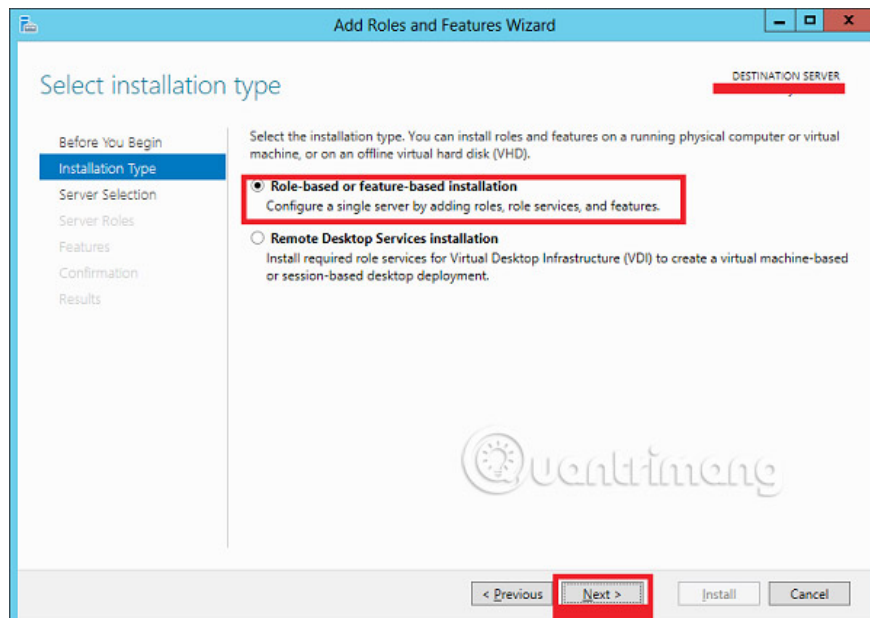 Add Roles and Features Wizard
Select installation type
DESTINATION SERVER
Before You Begin
Installation Type
Server Selection
Server Roles
Features
Confirmation
Results
Select the installation type. You can install roles and features on a running physical computer or virtual
machine, or on an offline virtual hard disk (VHD).
Role-based or feature-based installation
Configure a single server by adding roles, role services, and features.
Remote Desktop Services installation
Install required role services for Virtual Desktop Infrastructure (VDI) to create a virtual machine-based
or session-based desktop deployment.
Quantrimang
< Previous
Next >
Install
Cancel